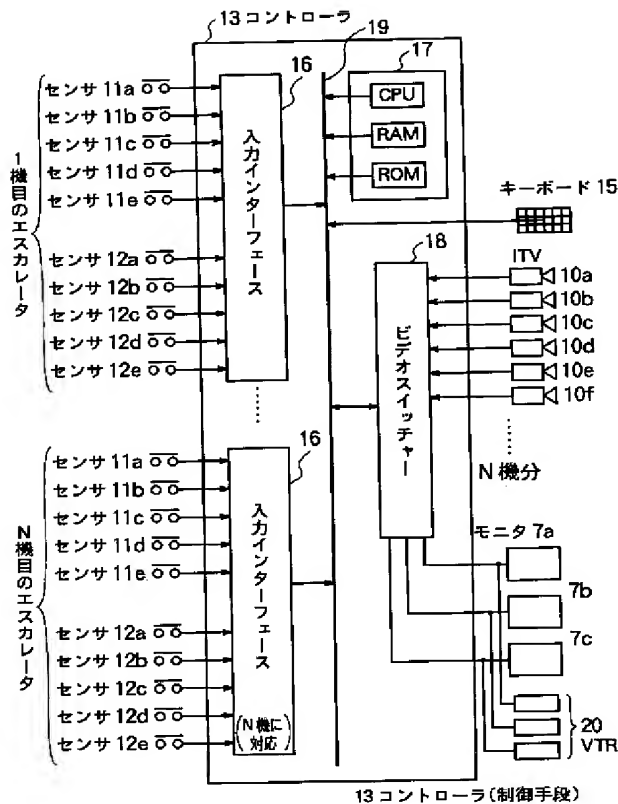 13コントローラ
19
16
17
センサ 11a
センサ 11b
センサ 11c
センサ 11d
センサ 11e
センサ 12a
センサ 12b
センサ 12c
センサ 12d
センサ 12e
1機目のエスカレータ
入力インターフェース
CPU
RAM
ROM
キーボード 15
18
ITV
10a
10b
10c
10d
10e
10f
ビデオスイッチャー
N機分
16
センサ 11a
センサ 11b
センサ 11c
センサ 11d
センサ 11e
センサ 12a
センサ 12b
センサ 12c
センサ 12d
センサ 12e
N機目のエスカレータ
入力インターフェース
(N機に
対応)
モニタ 7a
7b
7c
20
VTR
13コントローラ(制御手段)